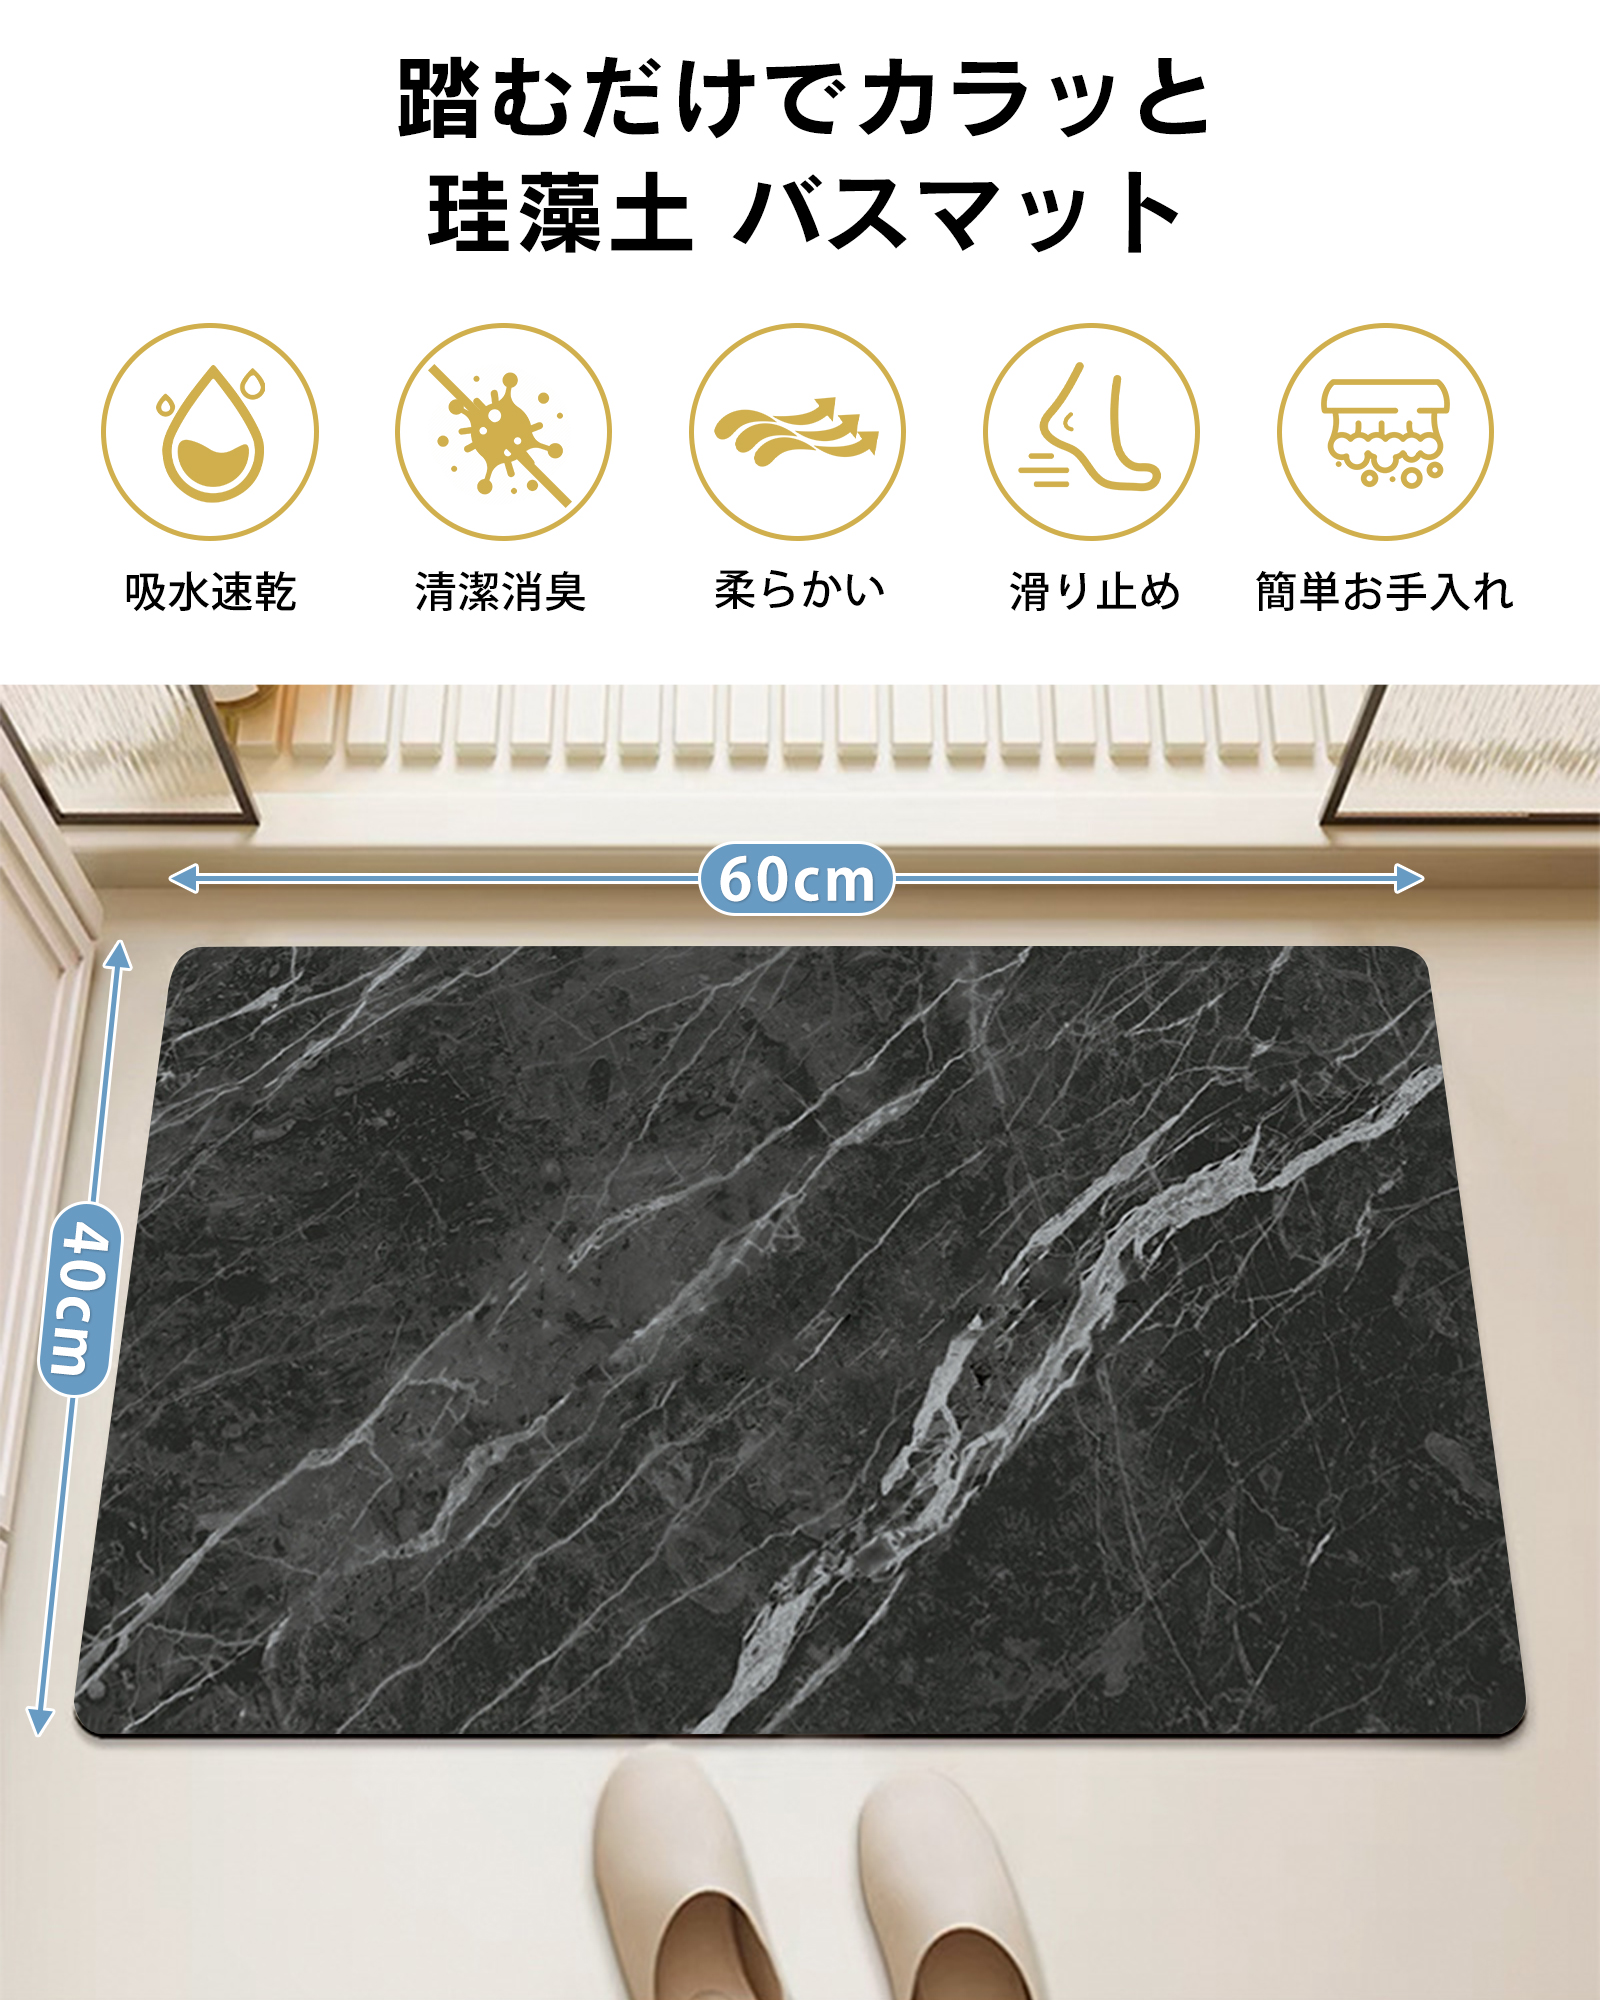 踏むだけでカラッと
珪藻土 バスマット
吸水速乾
清潔消臭
柔らかい
滑り止め
簡単お手入れ
60cm
40cm